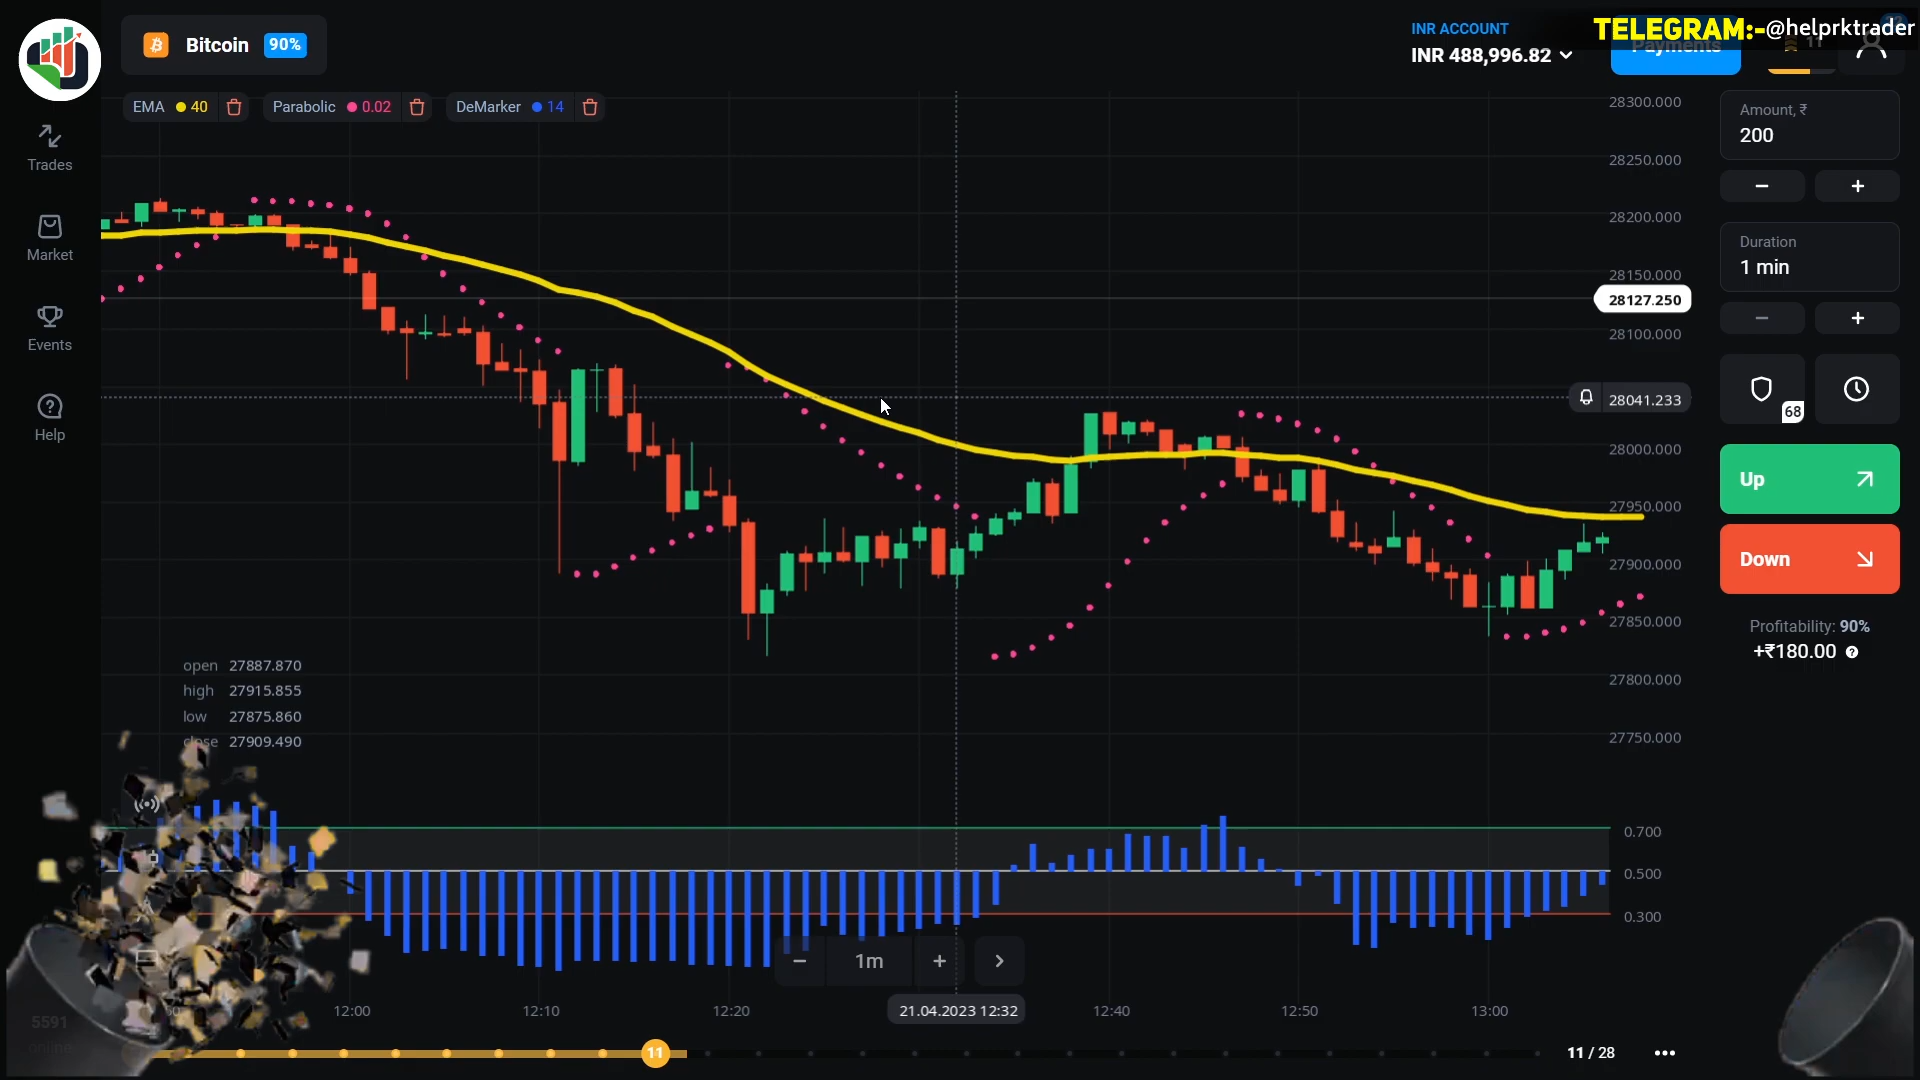 Bitcoin 90%
INR ACCOUNT
INR 488,996.82
TELEGRAM:-@helprktrader
Payments
11
EMA 40
Parabolic 0.02
DeMarker 14
Trades
Market
Events
Help
28300.000
28250.000
28200.000
28150.000
28127.250
28100.000
28041.233
28000.000
27950.000
27900.000
27850.000
27800.000
27750.000
Amount, ₹
200
Duration
1 min
68
Up
Down
Profitability: 90%
+₹180.00
open 27887.870
high 27915.855
low 27875.860
close 27909.490
0.700
0.500
0.300
1m
12:00
12:10
12:20
21.04.2023 12:32
12:40
12:50
13:00
5591
online
11
11 / 28